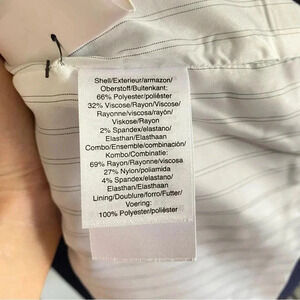 Shell/Exterieur/armazon/
Oberstoff/Buitenkant:
66% Polyester/poliéster
32% Viscose/Rayon/Viscose/
Rayonne/viscosa/rayón/
Viskose/Rayon
2% Spandex/elastano/
Elasthan/Elasthaan
Combo/Ensemble/combinación/
Kombo/Combinatie:
69% Rayon/Rayonne/viscosa
27% Nylon/poliamida
4% Spandex/elastano/
Elasthan/Elasthaan
Lining/Doublure/forro/Futter/
Voering:
100% Polyester/poliéster